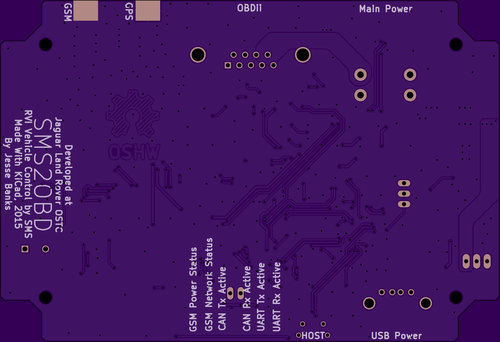 GSM
GPS
OBDII
Main Power
OSHW
Developed at
Jaguar Land Rover OSTC
SMS2OBD
RVI Vehicle Control by SMS
Made With KiCad, 2015
By Jesse Banks
GSM Power Status
GSM Network Status
CAN Tx Active
CAN Rx Active
UART Tx Active
UART Rx Active
HOST
USB Power